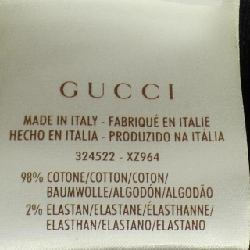 GUCCI
MADE IN ITALY - FABRIQUÉ EN ITALIE
HECHO EN ITALIA - PRODUZIDO NA ITÁLIA
324522 - XZ964
98% COTONE/COTTON/COTON/
BAUMWOLLE/ALGODÓN/ALGODÃO
2% ELASTAN/ELASTANE/ÉLASTHANNE/
ELASTHAN/ELASTANO/ELASTANO